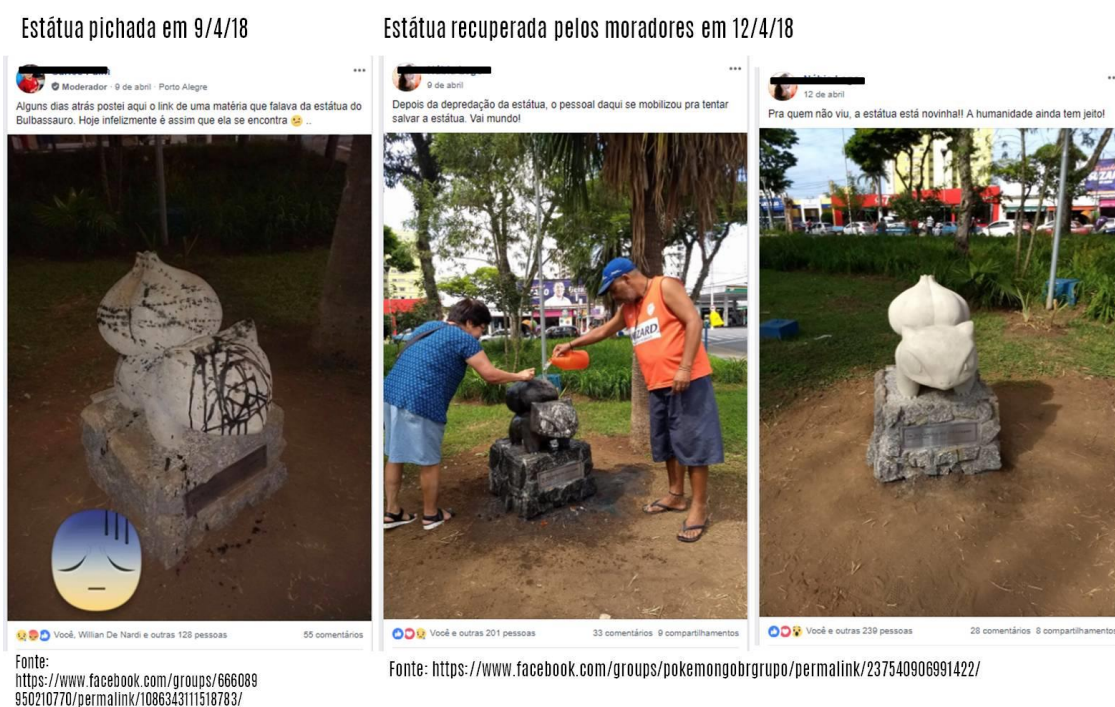 Estátua pichada em 9/4/18
Estátua recuperada pelos moradores em 12/4/18
Moderador · 9 de abril · Porto Alegre
Alguns dias atrás postei aqui o link de uma matéria que falava da estátua do
Bulbassauro. Hoje infelizmente é assim que ela se encontra 😟 ..
Você, Willian De Nardi e outras 128 pessoas
55 comentários
Fonte:
https://www.facebook.com/groups/666089
950210770/permalink/1086343111518783/
9 de abril
Depois da depredação da estátua, o pessoal daqui se mobilizou pra tentar
salvar a estátua. Vai mundo!
Você e outras 201 pessoas
33 comentários 9 compartilhamentos
12 de abril
Pra quem não viu, a estátua está novinha!! A humanidade ainda tem jeito!
Você e outras 239 pessoas
28 comentários 8 compartilhamentos
Fonte: https://www.facebook.com/groups/pokemongobrgrupo/permalink/237540906991422/